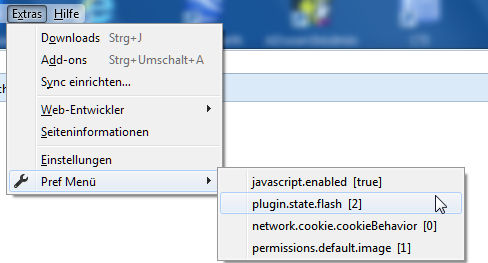 Extras Hilfe
Downloads Strg+J
Add-ons Strg+Umschalt+A
Sync einrichten...
Web-Entwickler
Seiteninformationen
Einstellungen
Pref Menü
javascript.enabled [true]
plugin.state.flash [2]
network.cookie.cookieBehavior [0]
permissions.default.image [1]